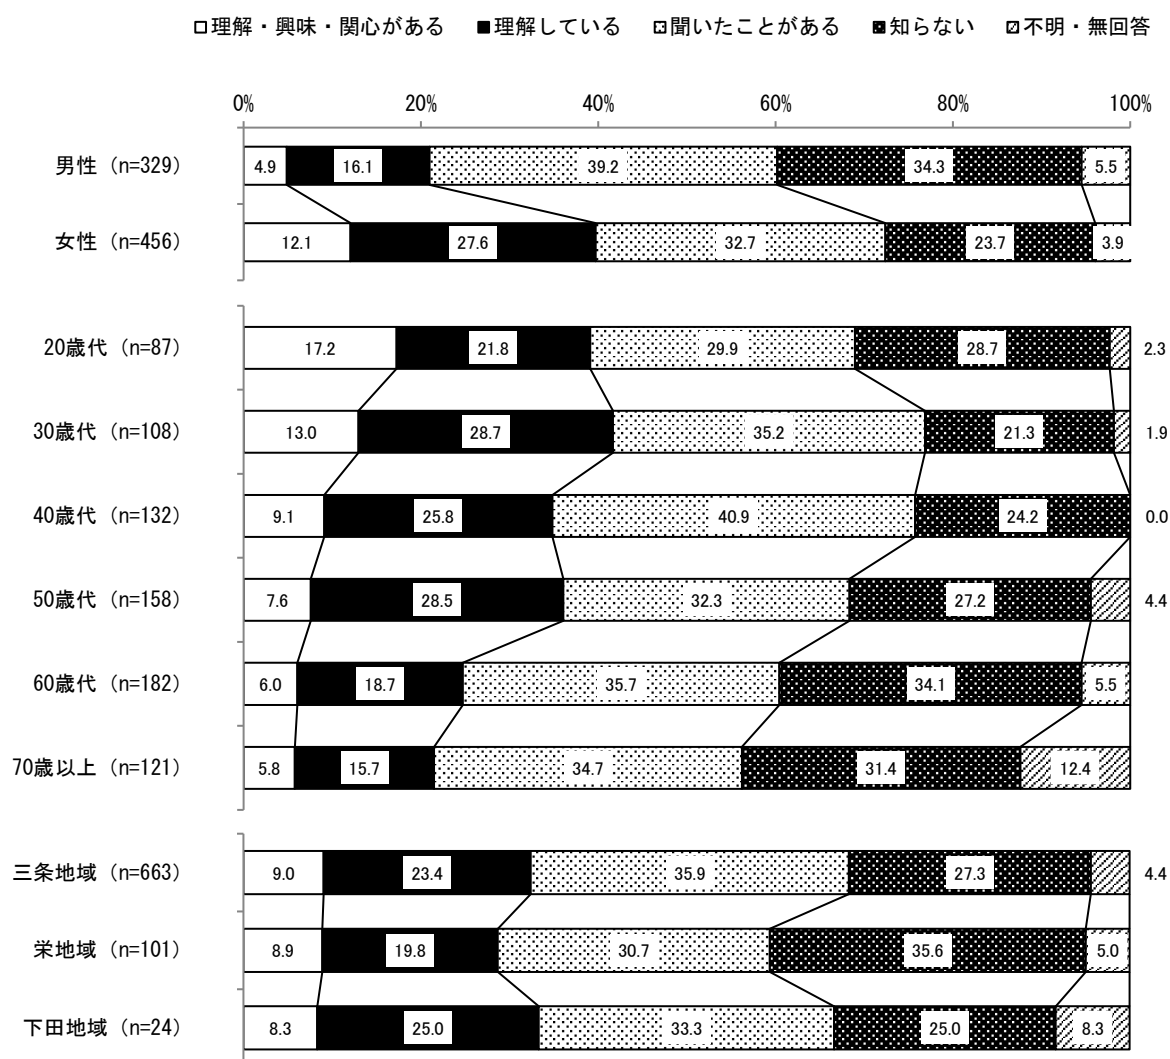 □理解・興味・関心がある ■理解している 聞いたことがある 知らない 不明・無回答
0% 20% 40% 60% 80% 100%
男性（n=329） 4.9 16.1 39.2 34.3 5.5
女性（n=456） 12.1 27.6 32.7 23.7 3.9
20歳代（n=87） 17.2 21.8 29.9 28.7 2.3
30歳代（n=108） 13.0 28.7 35.2 21.3 1.9
40歳代（n=132） 9.1 25.8 40.9 24.2 0.0
50歳代（n=158） 7.6 28.5 32.3 27.2 4.4
60歳代（n=182） 6.0 18.7 35.7 34.1 5.5
70歳以上（n=121） 5.8 15.7 34.7 31.4 12.4
三条地域（n=663） 9.0 23.4 35.9 27.3 4.4
栄地域（n=101） 8.9 19.8 30.7 35.6 5.0
下田地域（n=24） 8.3 25.0 33.3 25.0 8.3